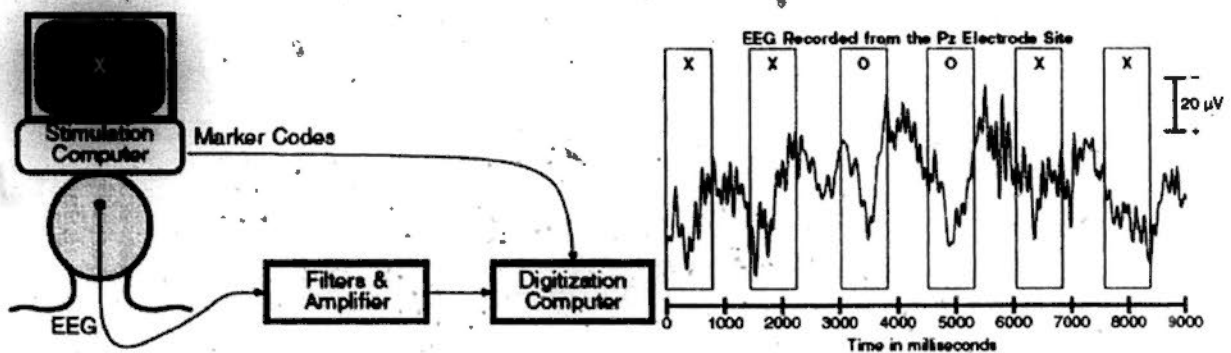 X
Stimulation
Computer
Marker Codes
EEG
Filters &
Amplifier
Digitization
Computer
EEG Recorded from the Pz Electrode Site
X X O O X X
-
20 µV
+
0 1000 2000 3000 4000 5000 6000 7000 8000 9000
Time in milliseconds